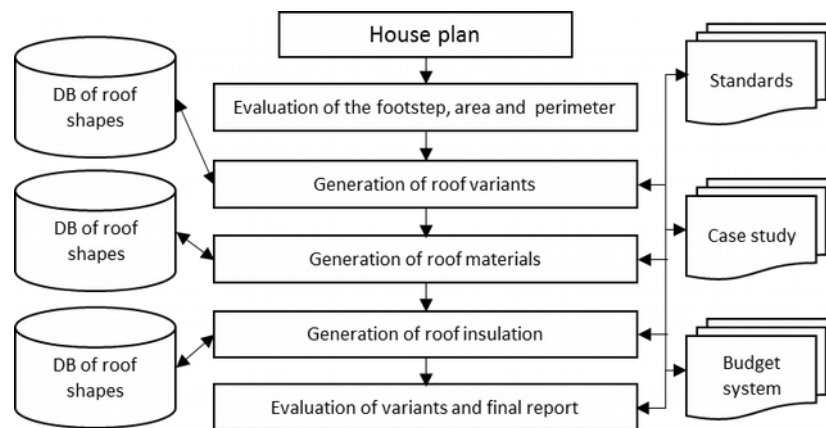 House plan
Evaluation of the footstep, area and perimeter
Generation of roof variants
Generation of roof materials
Generation of roof insulation
Evaluation of variants and final report
DB of roof
shapes
DB of roof
shapes
DB of roof
shapes
Standards
Case study
Budget
system